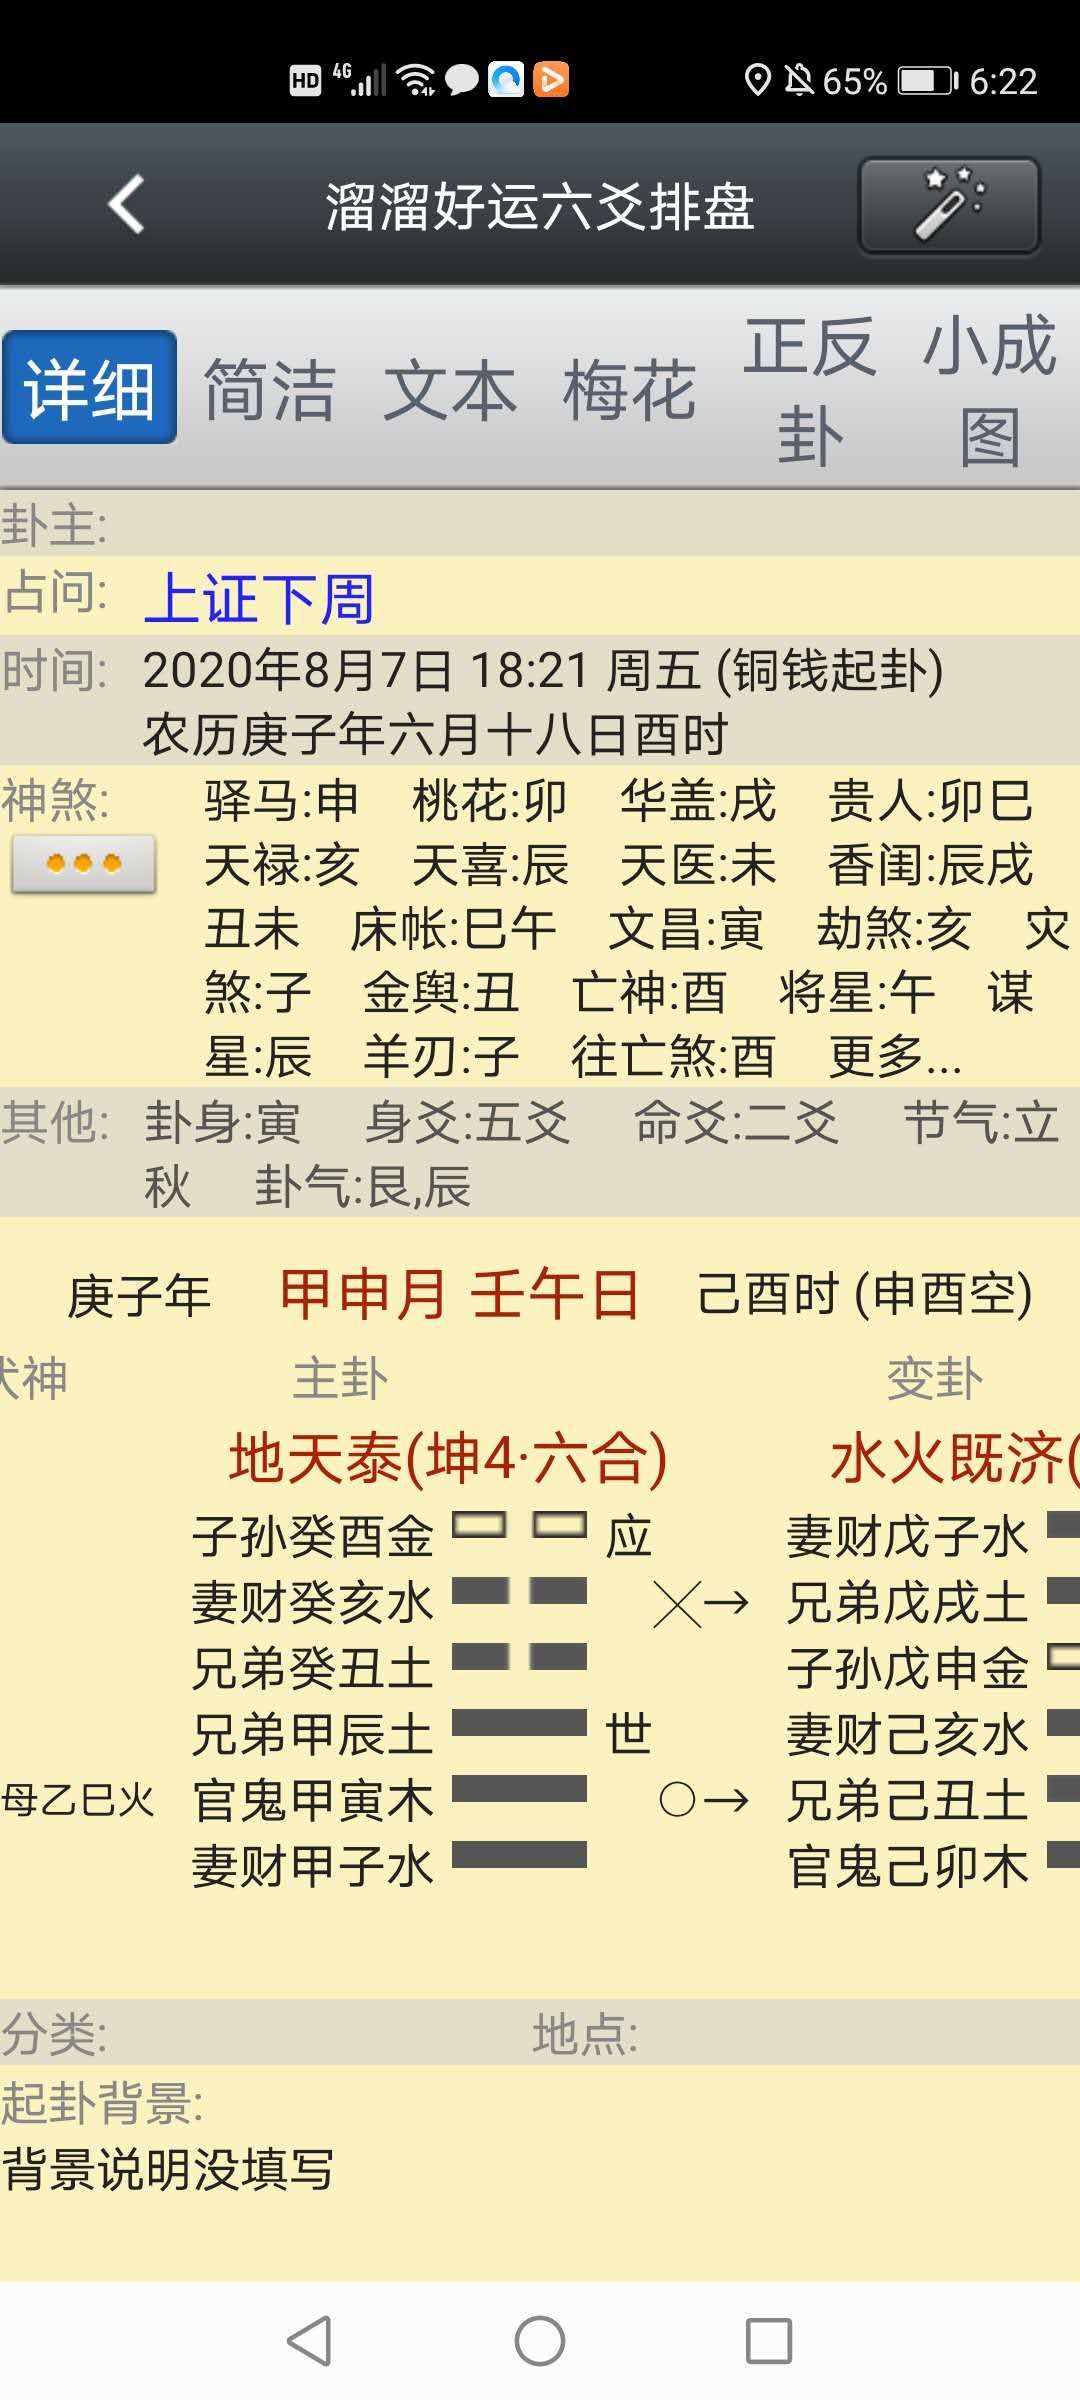 HD 4G 65% 6:22
溜溜好运六爻排盘
详细 简洁 文本 梅花 正反卦 小成图
卦主:
占问: 上证下周
时间: 2020年8月7日 18:21 周五 (铜钱起卦)
农历庚子年六月十八日酉时
神煞: 驿马:申 桃花:卯 华盖:戌 贵人:卯巳
天禄:亥 天喜:辰 天医:未 香闺:辰戌
丑未 床帐:巳午 文昌:寅 劫煞:亥 灾
煞:子 金舆:丑 亡神:酉 将星:午 谋
星:辰 羊刃:子 往亡煞:酉 更多...
其他: 卦身:寅 身爻:五爻 命爻:二爻 节气:立
秋 卦气:艮,辰
庚子年 甲申月 壬午日 己酉时 (申酉空)
伏神 主卦 变卦
地天泰(坤4·六合) 水火既济(
子孙癸酉金 应 妻财戊子水
妻财癸亥水 ╳→ 兄弟戊戌土
兄弟癸丑土 子孙戊申金
兄弟甲辰土 世 妻财己亥水
母乙巳火 官鬼甲寅木 ○→ 兄弟己丑土
妻财甲子水 官鬼己卯木
分类: 地点:
起卦背景:
背景说明没填写